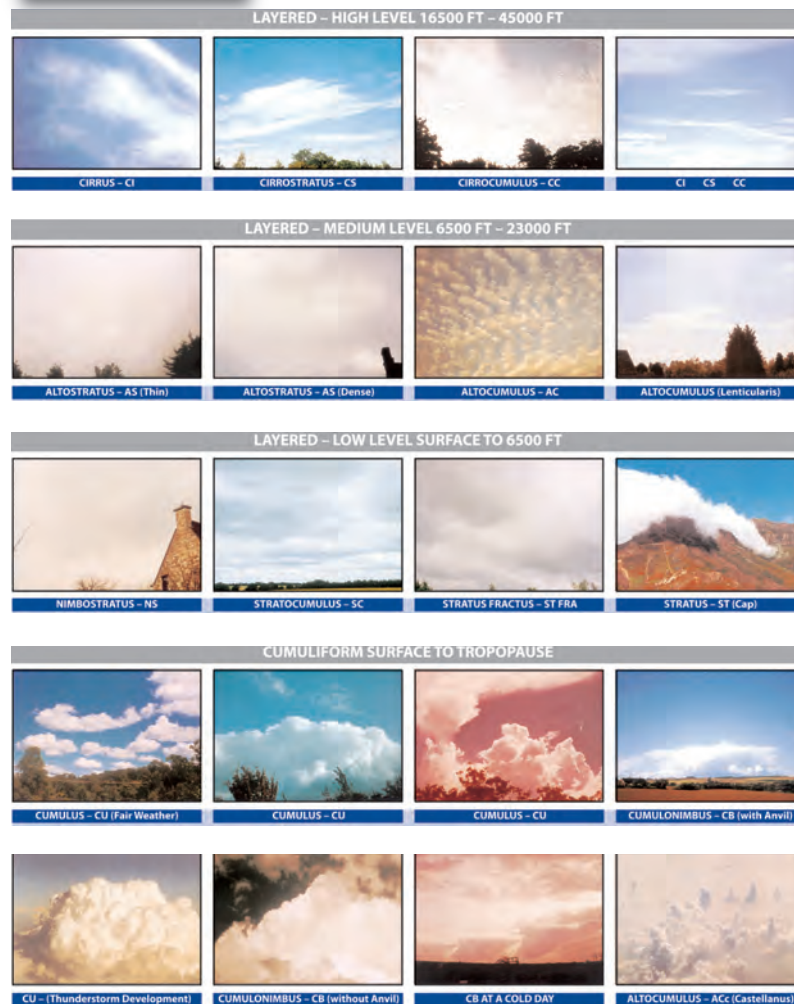 LAYERED – HIGH LEVEL 16500 FT – 45000 FT
CIRRUS – CI
CIRROSTRATUS – CS
CIRROCUMULUS – CC
CI CS CC
LAYERED – MEDIUM LEVEL 6500 FT – 23000 FT
ALTOSTRATUS – AS (Thin)
ALTOSTRATUS – AS (Dense)
ALTOCUMULUS – AC
ALTOCUMULUS (Lenticularis)
LAYERED – LOW LEVEL SURFACE TO 6500 FT
NIMBOSTRATUS – NS
STRATOCUMULUS – SC
STRATUS FRACTUS – ST FRA
STRATUS – ST (Cap)
CUMULIFORM SURFACE TO TROPOPAUSE
CUMULUS – CU (Fair Weather)
CUMULUS – CU
CUMULUS – CU
CUMULONIMBUS – CB (with Anvil)
CU – (Thunderstorm Development)
CUMULONIMBUS – CB (without Anvil)
CB AT A COLD DAY
ALTOCUMULUS – ACc (Castellanus)